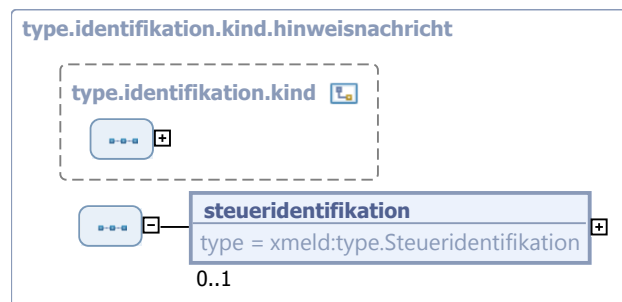 type.identifikation.kind.hinweisnachricht
type.identifikation.kind
steueridentifikation
type = xmeld:type.Steueridentifikation
0..1